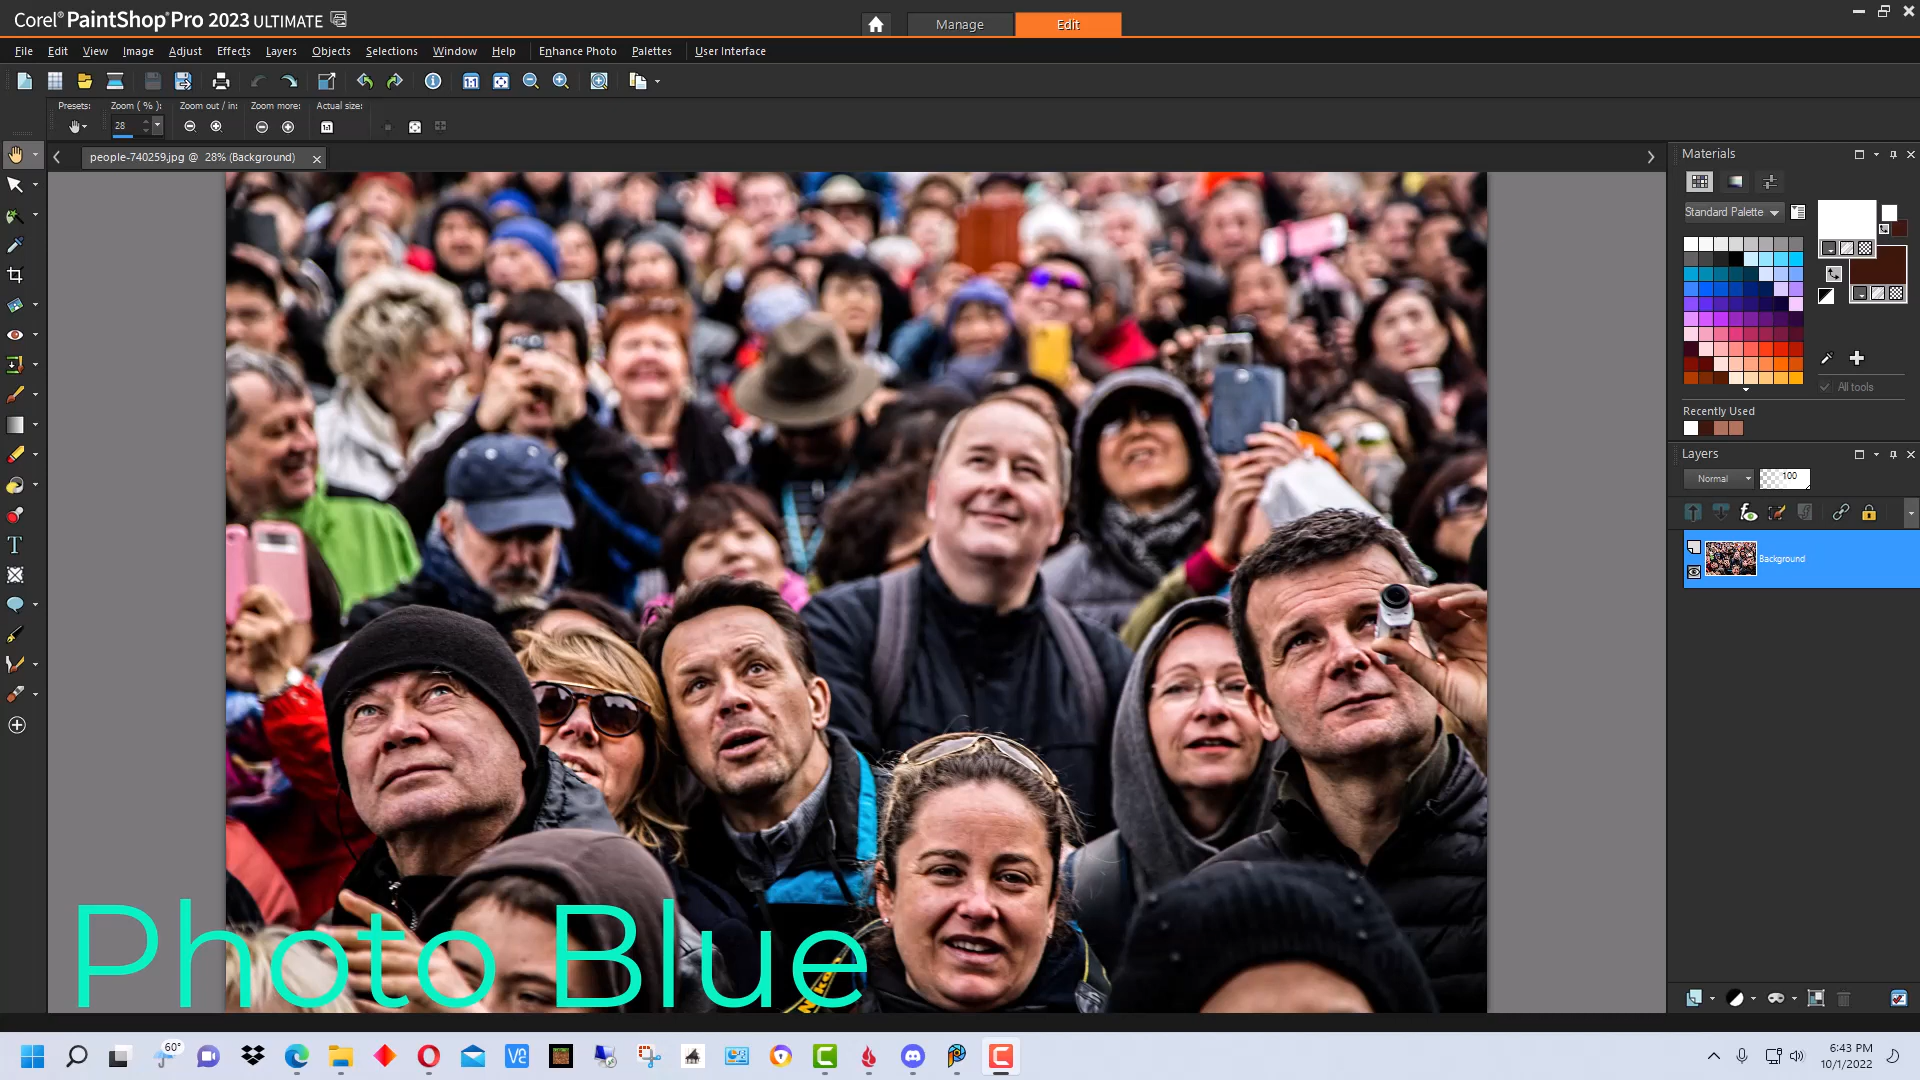 Corel® PaintShop® Pro 2023 ULTIMATE
Manage
Edit
File Edit View Image Adjust Effects Layers Objects Selections Window Help Enhance Photo Palettes User Interface
Presets: Zoom ( % ): Zoom out / in: Zoom more: Actual size:
28
people-740259.jpg @ 28% (Background)
Materials
Standard Palette
All tools
Recently Used
Layers
Normal
100
Background
Photo Blue
Nikon
60°
6:43 PM
10/1/2022